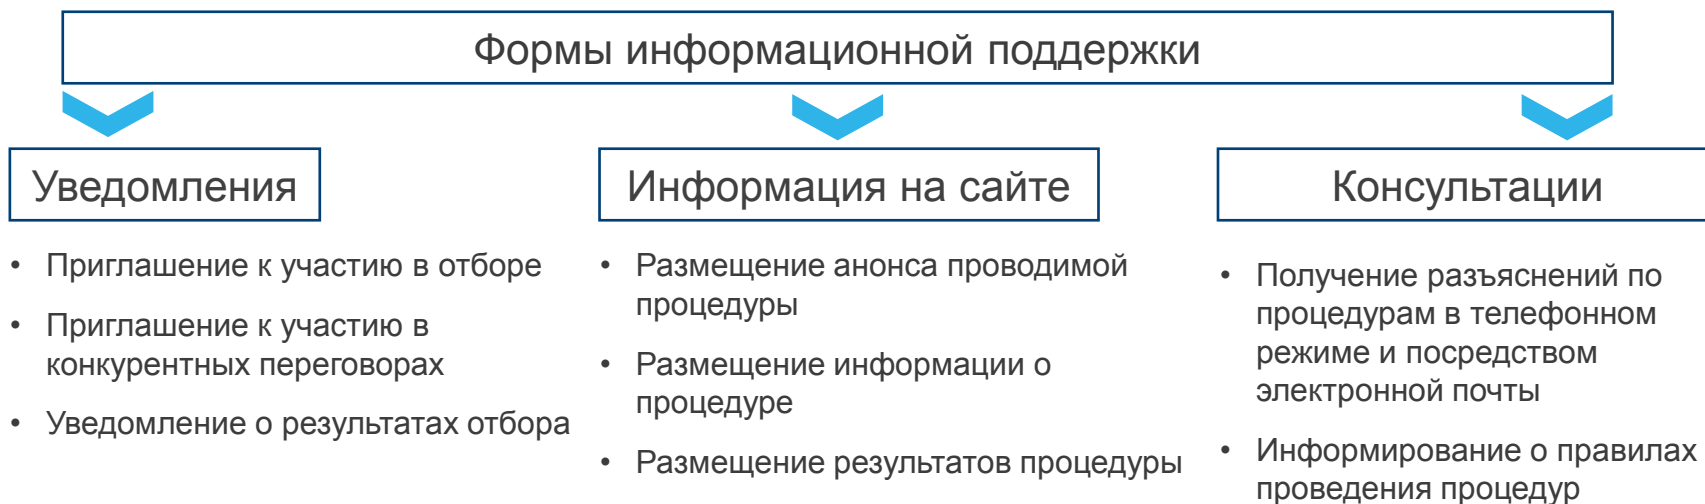 Формы информационной поддержки
Уведомления
• Приглашение к участию в отборе
• Приглашение к участию в
конкурентных переговорах
• Уведомление о результатах отбора
Информация на сайте
• Размещение анонса проводимой
процедуры
• Размещение информации о
процедуре
• Размещение результатов процедуры
Консультации
• Получение разъяснений по
процедурам в телефонном
режиме и посредством
электронной почты
• Информирование о правилах
проведения процедур